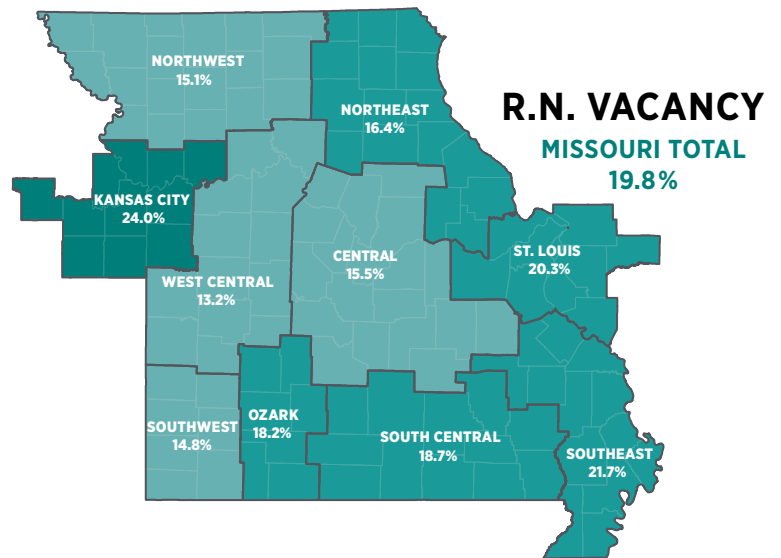 NORTHWEST
15.1%
NORTHEAST
16.4%
R.N. VACANCY
MISSOURI TOTAL
19.8%
KANSAS CITY
24.0%
CENTRAL
15.5%
ST. LOUIS
20.3%
WEST CENTRAL
13.2%
SOUTHWEST
14.8%
OZARK
18.2%
SOUTH CENTRAL
18.7%
SOUTHEAST
21.7%